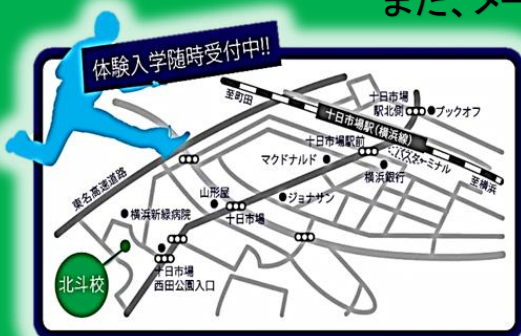 また、メー
体験入学随時受付中!!
至町田
十日市場
駅北側
ブックオフ
十日市場駅(横浜線)
十日市場駅前
バスターミナル
マクドナルド
横浜銀行
至横浜
東名高速道路
山形屋
ジョナサン
横浜新緑病院
十日市場
北斗校
十日市場
西田公園入口